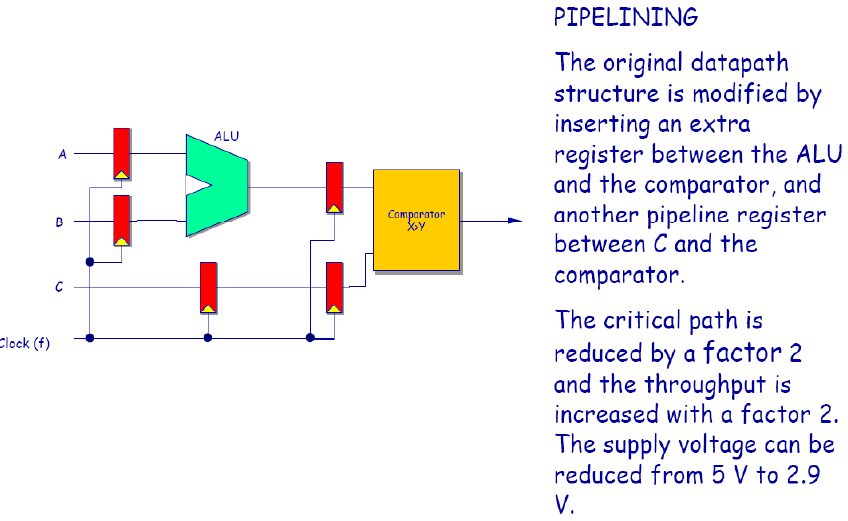 PIPELINING
The original datapath
structure is modified by
inserting an extra
register between the ALU
and the comparator, and
another pipeline register
between C and the
comparator.
The critical path is
reduced by a factor 2
and the throughput is
increased with a factor 2.
The supply voltage can be
reduced from 5 V to 2.9
V.
ALU
A
B
Comparator
X>Y
C
Clock (f)